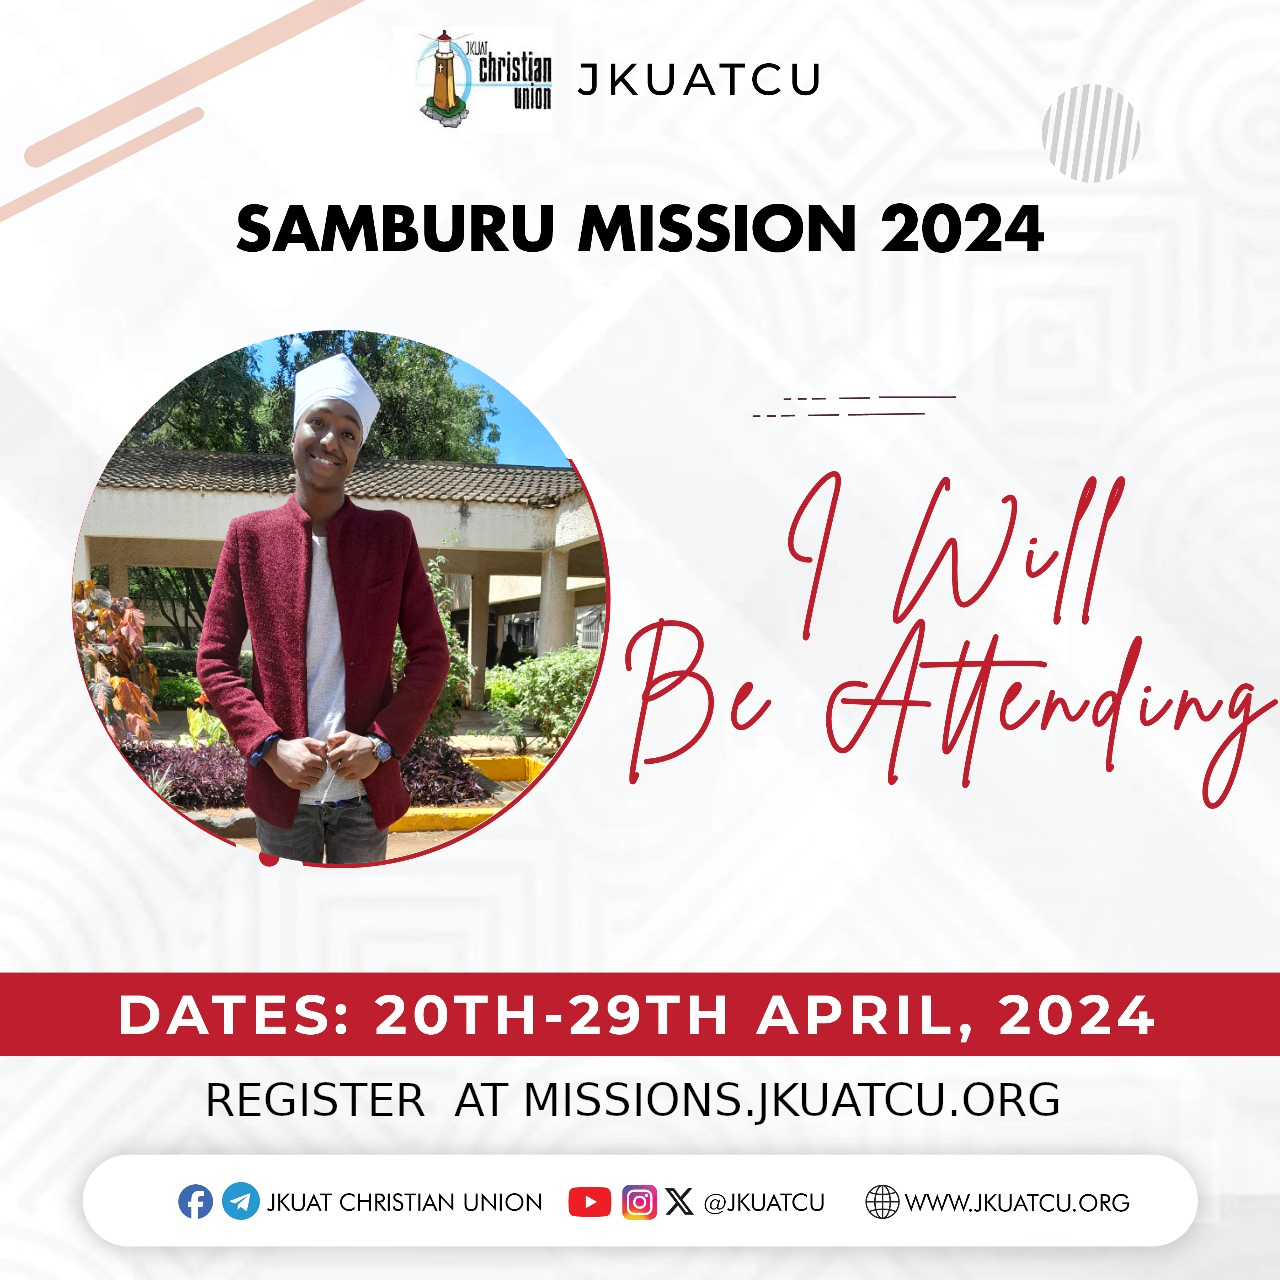 JKUAT
christian
union
JKUATCU
SAMBURU MISSION 2024
I Will
Be Attending
DATES: 20TH-29TH APRIL, 2024
REGISTER  AT MISSIONS.JKUATCU.ORG
JKUAT CHRISTIAN UNION @JKUATCU WWW.JKUATCU.ORG